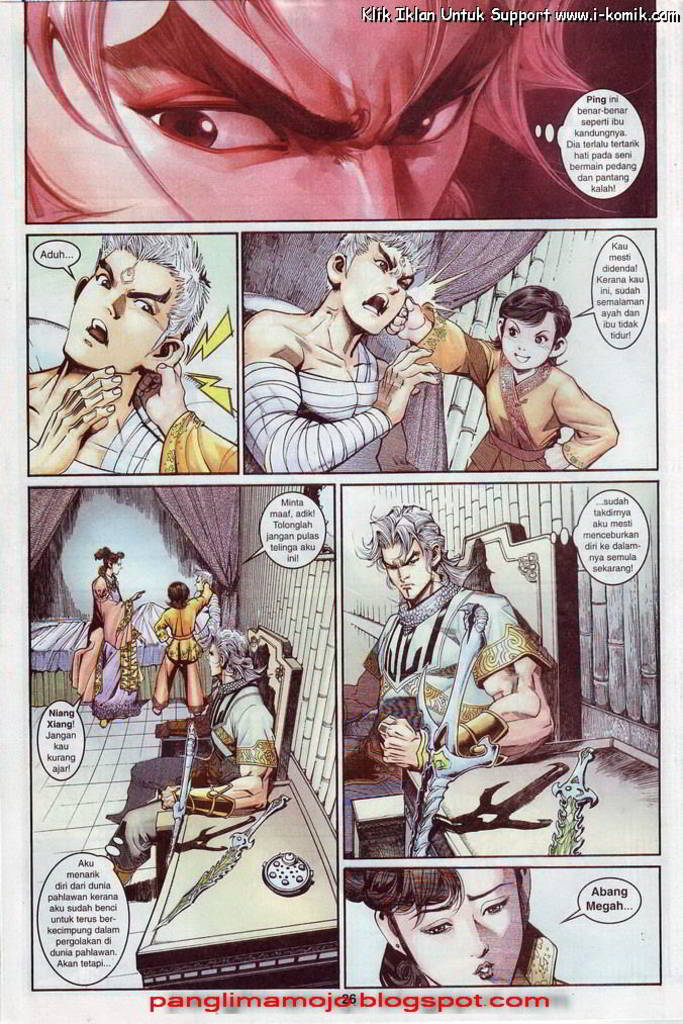 Klik Iklan Untuk Support www.i-komik.com
Ping ini
benar-benar
seperti ibu
kandungnya.
Dia terlalu tertarik
hati pada seni
bermain pedang
dan pantang
kalah!
Aduh...
Kau
mesti
didenda!
Kerana kau
ini, sudah
semalaman
ayah dan
ibu tidak
tidur!
Minta
maaf, adik!
Tolonglah
jangan pulas
telinga aku
ini!
Niang
Xiang!
Jangan
kau
kurang
ajar!
Aku
menarik
diri dari dunia
pahlawan kerana
aku sudah benci
untuk terus ber-
kecimpung dalam
pergolakan di
dunia pahlawan.
Akan tetapi...
...sudah
takdirnya
aku mesti
menceburkan
diri ke dalam-
nya semula
sekarang!
Abang
Megah...
26
panglimamojo.blogspot.com